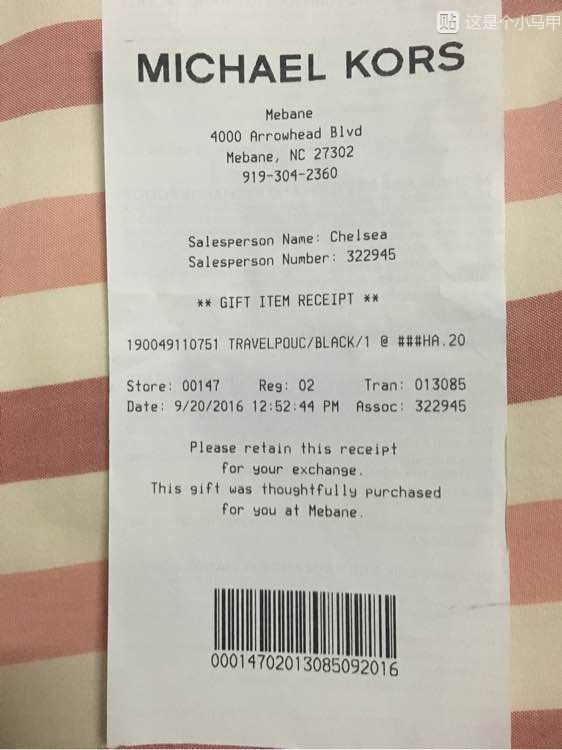 贴 这是个小马甲
MICHAEL KORS
Mebane
4000 Arrowhead Blvd
Mebane, NC 27302
919-304-2360
Salesperson Name: Chelsea
Salesperson Number: 322945
** GIFT ITEM RECEIPT **
190049110751 TRAVELPOUC/BLACK/1 @ ###HA.20
Store: 00147 Reg: 02 Tran: 013085
Date: 9/20/2016 12:52:44 PM Assoc: 322945
Please retain this receipt
for your exchange.
This gift was thoughtfully purchased
for you at Mebane.
00014702013085092016